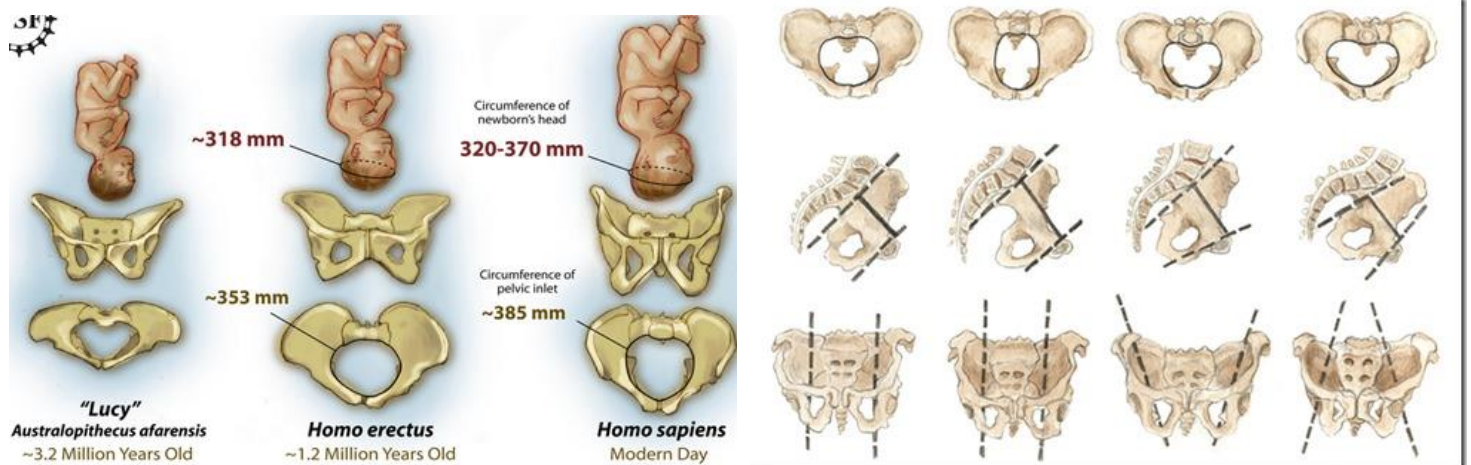 SF
Circumference of
newborn's head
~318 mm
320-370 mm
Circumference of
pelvic inlet
~353 mm
~385 mm
"Lucy"
Australopithecus afarensis
~3.2 Million Years Old
Homo erectus
~1.2 Million Years Old
Homo sapiens
Modern Day